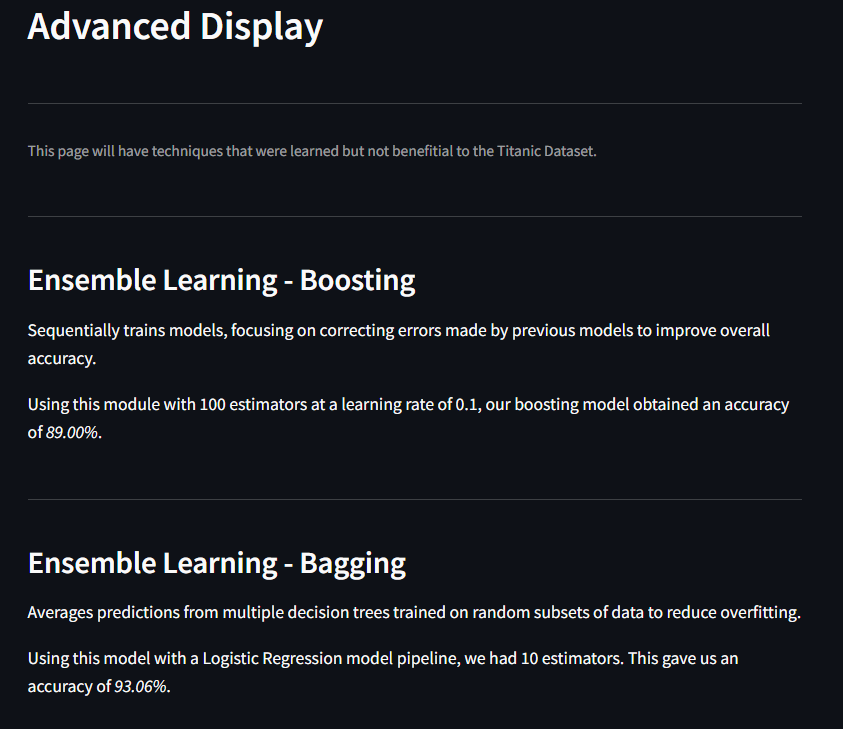 Advanced Display
This page will have techniques that were learned but not benefitial to the Titanic Dataset.
Ensemble Learning - Boosting
Sequentially trains models, focusing on correcting errors made by previous models to improve overall
accuracy.
Using this module with 100 estimators at a learning rate of 0.1, our boosting model obtained an accuracy
of 89.00%.
Ensemble Learning - Bagging
Averages predictions from multiple decision trees trained on random subsets of data to reduce overfitting.
Using this model with a Logistic Regression model pipeline, we had 10 estimators. This gave us an
accuracy of 93.06%.